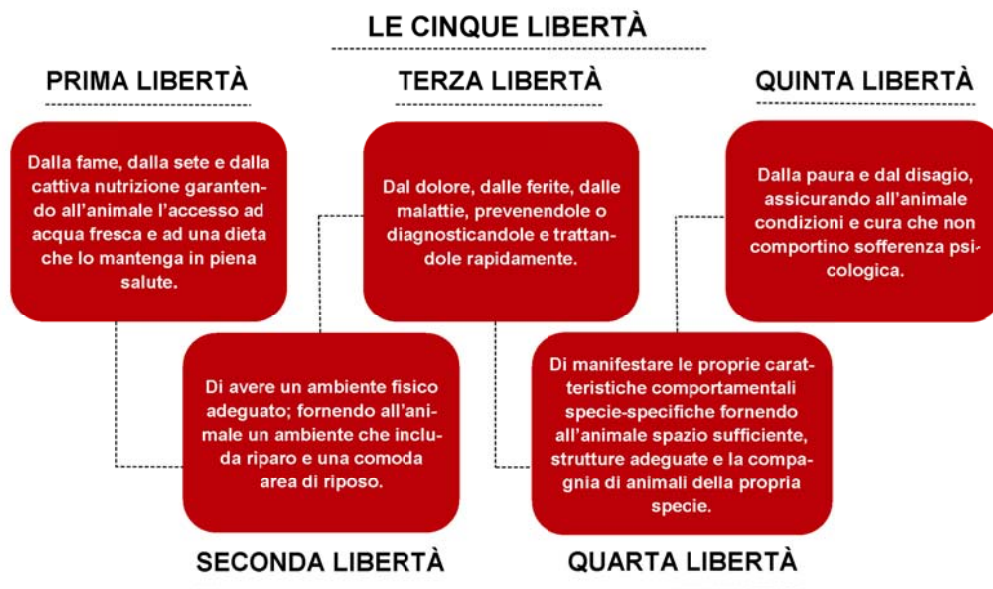 LE CINQUE LIBERTÀ
PRIMA LIBERTÀ
Dalla fame, dalla sete e dalla
cattiva nutrizione garanten-
do all'animale l'accesso ad
acqua fresca e ad una dieta
che lo mantenga in piena
salute.
SECONDA LIBERTÀ
Di avere un ambiente fisico
adeguato; fornendo all'ani-
male un ambiente che inclu-
da riparo e una comoda
area di riposo.
TERZA LIBERTÀ
Dal dolore, dalle ferite, dalle
malattie, prevenendole o
diagnosticandole e trattan-
dole rapidamente.
QUARTA LIBERTÀ
Di manifestare le proprie carat-
teristiche comportamentali
specie-specifiche fornendo
all'animale spazio sufficiente,
strutture adeguate e la compa-
gnia di animali della propria
specie.
QUINTA LIBERTÀ
Dalla paura e dal disagio,
assicurando all'animale
condizioni e cura che non
comportino sofferenza psi-
cologica.